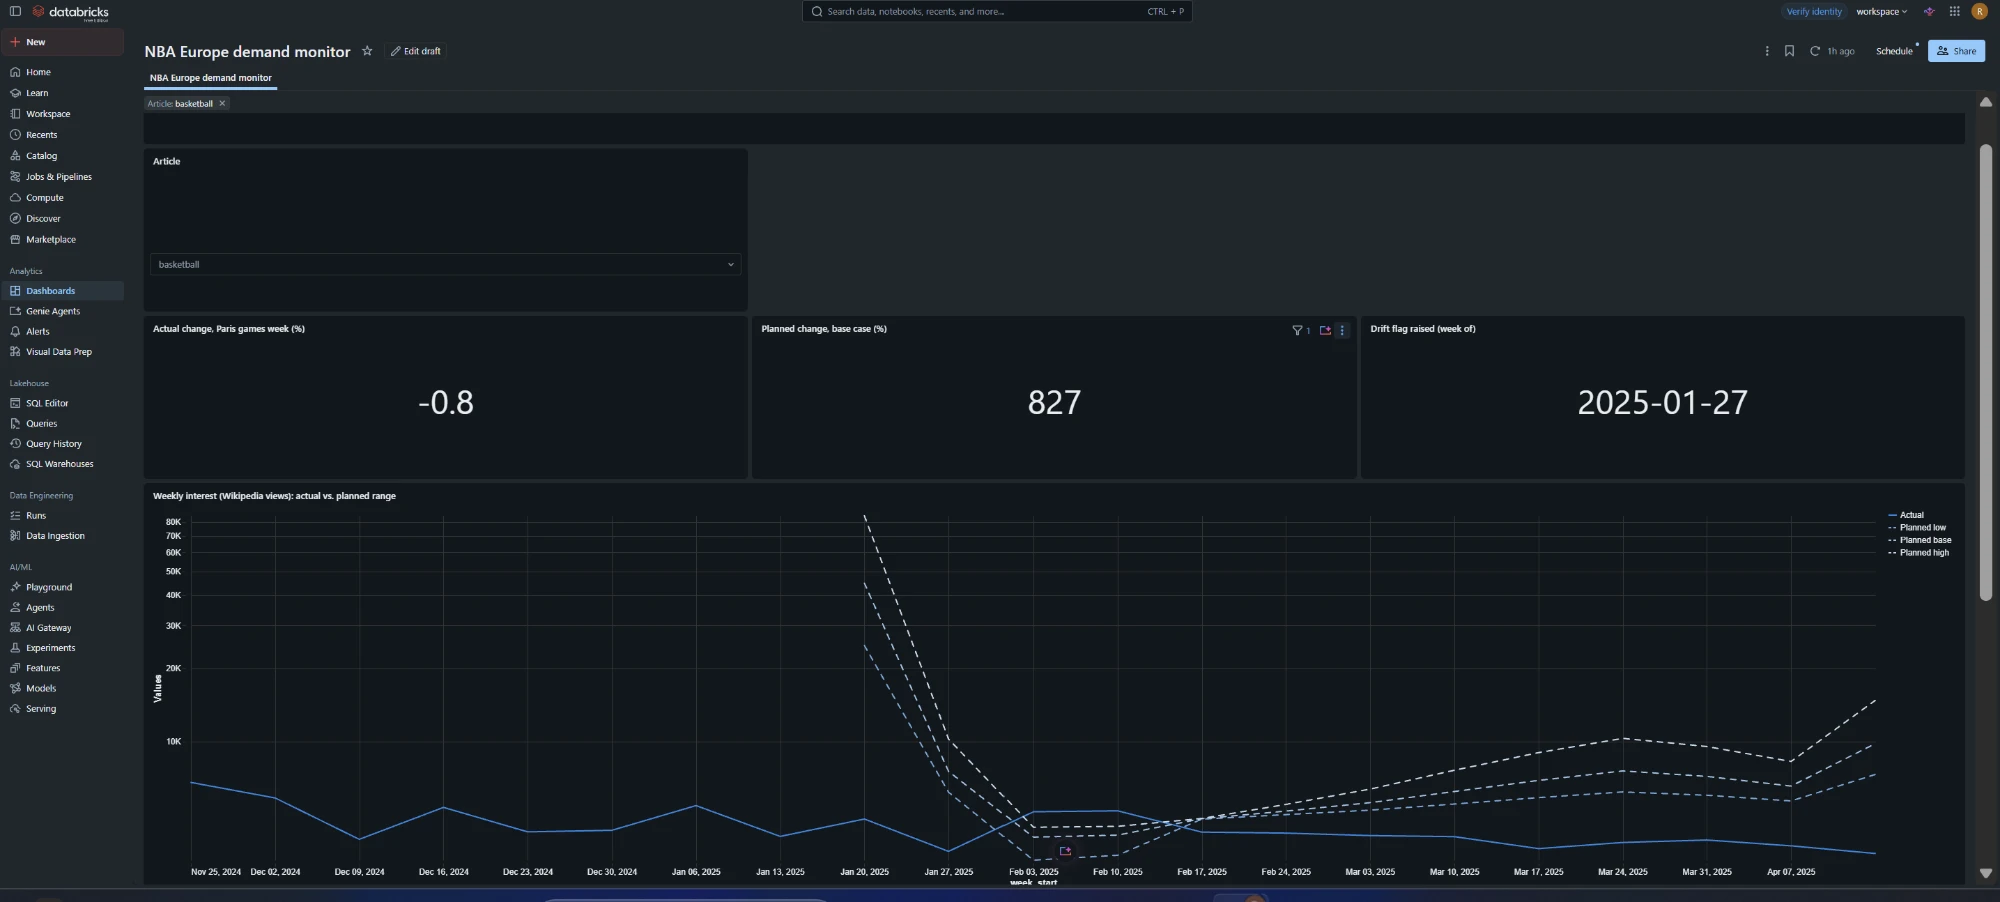 databricks
Search data, notebooks, recents, and more...
CTRL + P
Verify identity
workspace
R
New
NBA Europe demand monitor
Edit draft
1h ago
Schedule
Share
Home
Learn
Workspace
Recents
Catalog
Jobs & Pipelines
Compute
Discover
Marketplace
Analytics
Dashboards
Genie Agents
Alerts
Visual Data Prep
Lakehouse
SQL Editor
Queries
Query History
SQL Warehouses
Data Engineering
Runs
Data Ingestion
AI/ML
Playground
Agents
AI Gateway
Experiments
Features
Models
Serving
NBA Europe demand monitor
Article: basketball
Article
basketball
Actual change, Paris games week (%)
-0.8
Planned change, base case (%)
1
827
Drift flag raised (week of)
2025-01-27
Weekly interest (Wikipedia views): actual vs. planned range
80K
70K
60K
50K
40K
30K
20K
10K
Values
Actual
Planned low
Planned base
Planned high
Nov 25, 2024
Dec 02, 2024
Dec 09, 2024
Dec 16, 2024
Dec 23, 2024
Dec 30, 2024
Jan 06, 2025
Jan 13, 2025
Jan 20, 2025
Jan 27, 2025
Feb 03, 2025
Feb 10, 2025
Feb 17, 2025
Feb 24, 2025
Mar 03, 2025
Mar 10, 2025
Mar 17, 2025
Mar 24, 2025
Mar 31, 2025
Apr 07, 2025
week_start